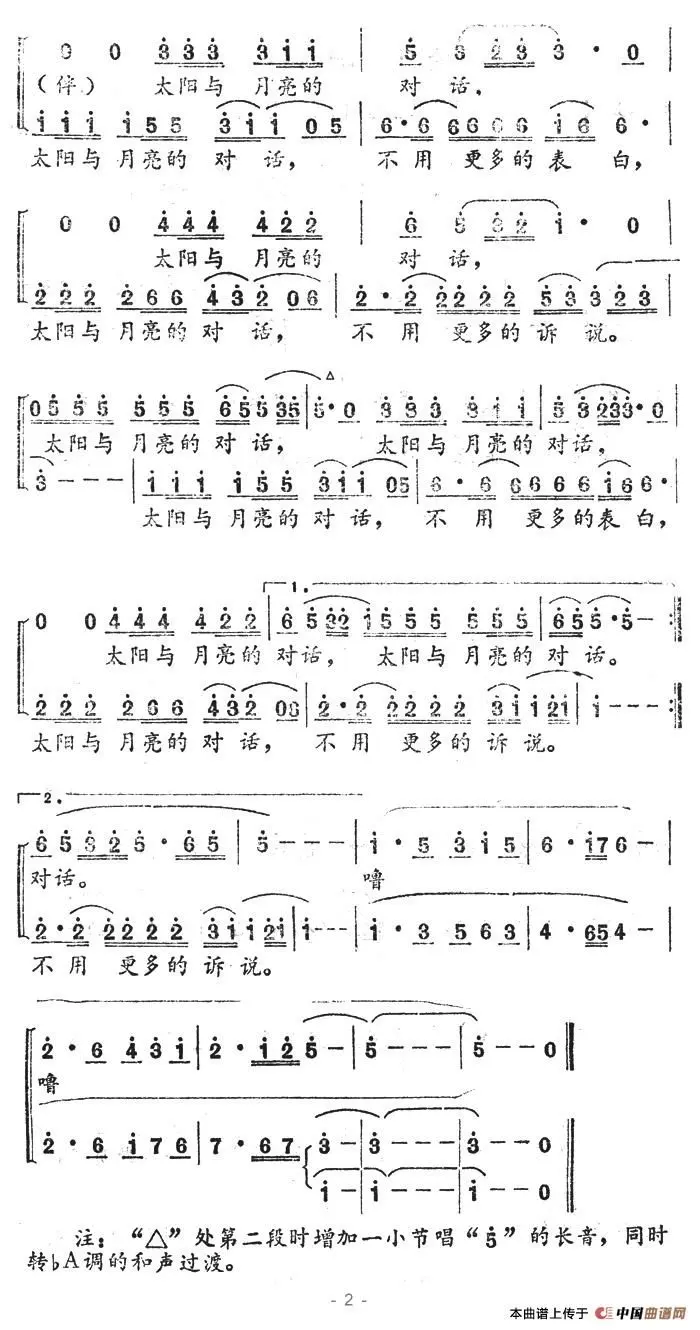 0 0 3 3 3 3 1 1 | 5 3 2 3 3 · 0
(伴) 太阳与 月亮的 对 话,
1 1 1 1 5 5 3 1 1 0 5 | 6 · 6 6 6 6 6 1 6 6 ·
太阳与月亮的 对 话, 不用 更多的表 白,
0 0 4 4 4 4 2 2 | 6 5 3 2 1 · 0
太阳与 月亮的 对 话,
2 2 2 2 6 6 4 3 2 0 6 | 2 · 2 2 2 2 2 5 3 3 2 3
太阳与 月亮的 对 话, 不 用 更多的诉 说。
0 5 5 5 5 5 5 6 5 5 3 5 | 5 · 0 3 3 3 3 1 1 | 5 3 2 3 3 · 0
太阳与 月亮的 对 话, 太阳与 月亮的 对话,
3 - - - | 1 1 1 1 5 5 3 1 1 0 5 | 6 · 6 6 6 6 6 1 6 6 ·
太阳与 月亮的 对 话, 不 用 更多的表白,
1.
0 0 4 4 4 4 2 2 | 6 5 3 2 1 5 5 5 5 5 5 | 6 5 5 · 5 - :
太阳与 月亮的 对话, 太阳与 月亮的 对话。
2 2 2 2 6 6 4 3 2 0 6 | 2 · 2 2 2 2 2 3 1 1 2 1 | 1 - - - :
太阳与 月亮的 对 话, 不 用 更多的诉 说。
2.
6 5 3 2 5 · 6 5 | 5 - - - | 1 · 5 3 1 5 | 6 · 1 7 6 -
对话。 噜
2 · 2 2 2 2 2 3 1 1 2 1 | 1 - - - | 1 · 3 5 6 3 | 4 · 6 5 4 -
不 用 更多的诉 说。
2 · 6 4 3 1 | 2 · 1 2 5 - | 5 - - - | 5 - - 0
噜
2 · 6 1 7 6 | 7 · 6 7 3 - | 3 - - - | 3 - - 0
1 - | 1 - - - | 1 - - 0
注：“△”处第二段时增加一小节唱“5”的长音，同时
转♭A调的和声过渡。
- 2 -
本曲谱上传于 中国曲谱网